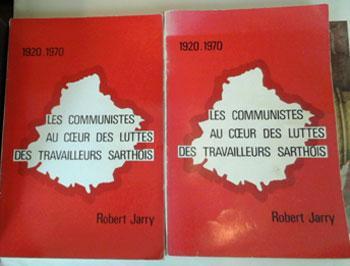 1920.1970
LES COMMUNISTES
AU CŒUR DES LUTTES
DES TRAVAILLEURS SARTHOIS
Robert Jarry
1920.1970
LES COMMUNISTES
AU CŒUR DES LUTTES
DES TRAVAILLEURS SARTHOIS
Robert Jarry